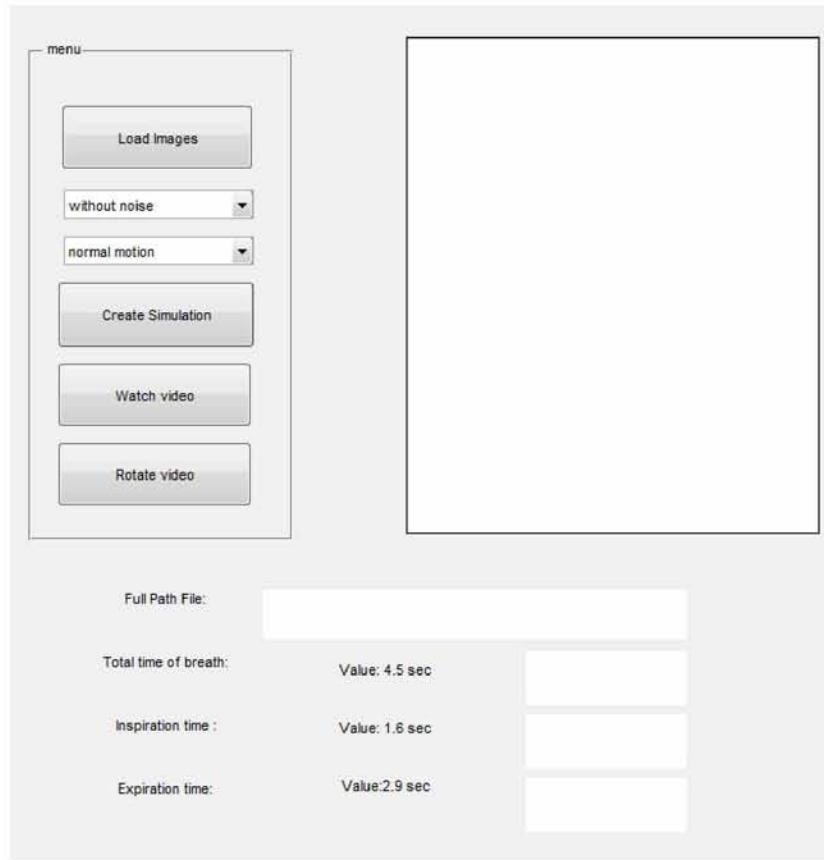 menu
Load Images
without noise
normal motion
Create Simulation
Watch video
Rotate video
Full Path File:
Total time of breath: Value: 4.5 sec
Inspiration time : Value: 1.6 sec
Expiration time: Value:2.9 sec